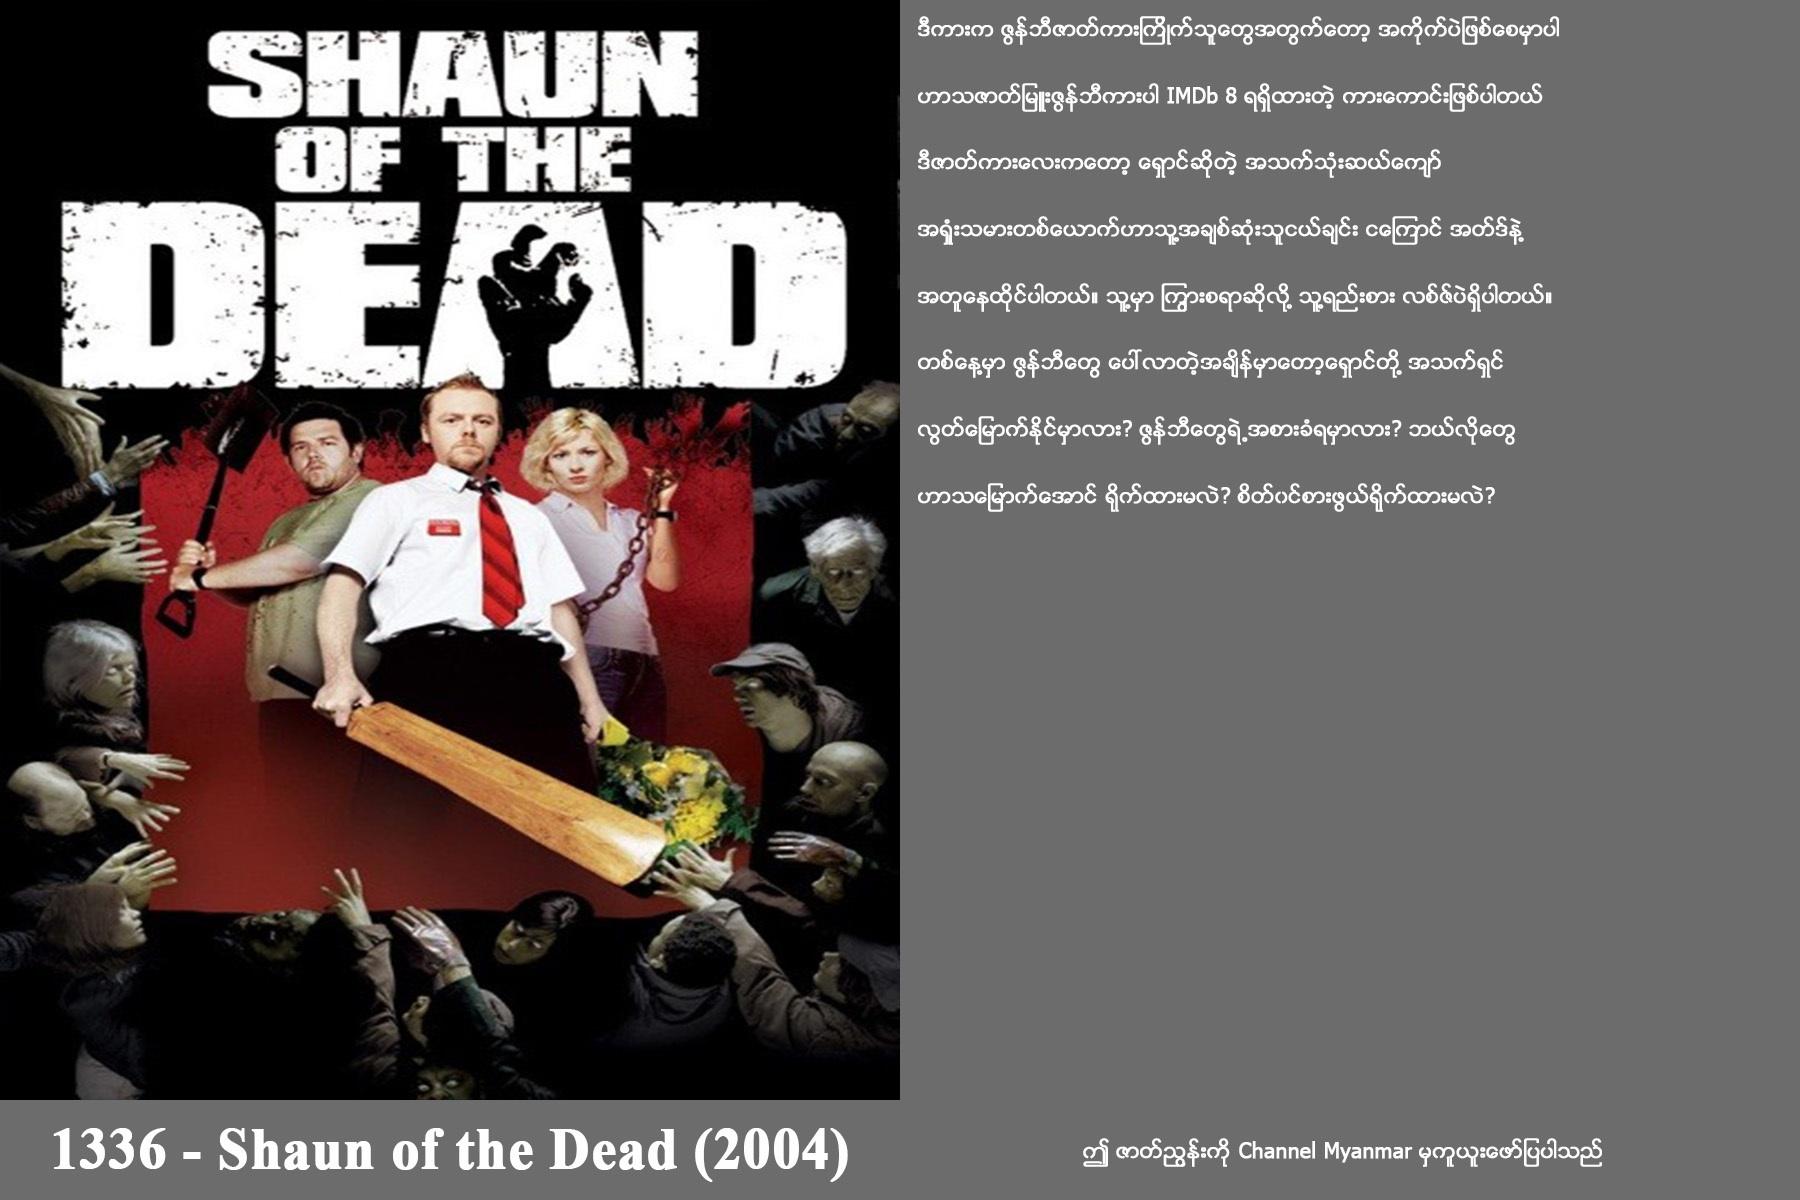 SHAUN
OF THE
DEAD
ဒီကားက ဇွန်ဘီဇာတ်ကားကြိုက်သူတွေအတွက်တော့ အကိုက်ပဲဖြစ်စေမှာပါ
ဟာသဇာတ်မြူးဇွန်ဘီကားပါ IMDb 8 ရရှိထားတဲ့ ကားကောင်းဖြစ်ပါတယ်
ဒီဇာတ်ကားလေးကတော့ ရှောင်ဆိုတဲ့ အသက်သုံးဆယ်ကျော်
အရှုံးသမားတစ်ယောက်ဟာသူ့အချစ်ဆုံးသူငယ်ချင်း ငကြောင် အတ်ဒ်နဲ့
အတူနေထိုင်ပါတယ်။ သူ့မှာ ကြွားစရာဆိုလို့ သူ့ရည်းစား လစ်ဇ်ပဲရှိပါတယ်။
တစ်နေ့မှာ ဇွန်ဘီတွေ ပေါ်လာတဲ့အချိန်မှာတော့ရှောင်တို့ အသက်ရှင်
လွတ်မြောက်နိုင်မှာလား? ဇွန်ဘီတွေရဲ့အစားခံရမှာလား? ဘယ်လိုတွေ
ဟာသမြောက်အောင် ရိုက်ထားမလဲ? စိတ်ဝင်စားဖွယ်ရိုက်ထားမလဲ?
1336 - Shaun of the Dead (2004)
ဤ ဇာတ်ညွှန်းကို Channel Myanmar မှကူယူးဖော်ပြပါသည်